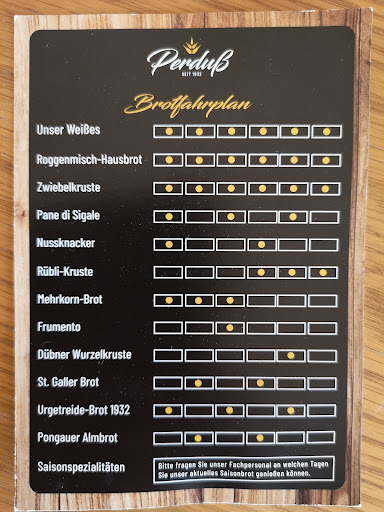 Perduß
SEIT 1932
Brotfahrplan
Unser Weißes
Roggenmisch-Hausbrot
Zwiebelkruste
Pane di Sigale
Nussknacker
Rübli-Kruste
Mehrkorn-Brot
Frumento
Dübner Wurzelkruste
St. Galler Brot
Urgetreide-Brot 1932
Pongauer Almbrot
Saisonspezialitäten
Bitte fragen Sie unser Fachpersonal an welchen Tagen
Sie unser aktuelles Saisonbrot genießen können.